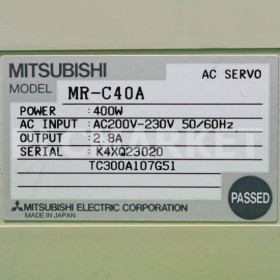 MITSUBISHI
AC SERVO
MODEL MR-C40A
POWER : 400W
AC INPUT : AC200V-230V 50/60Hz
OUTPUT : 2.8A
SERIAL : K4XQ23020
TC300A107G51
MITSUBISHI ELECTRIC CORPORATION
MADE IN JAPAN
PASSED